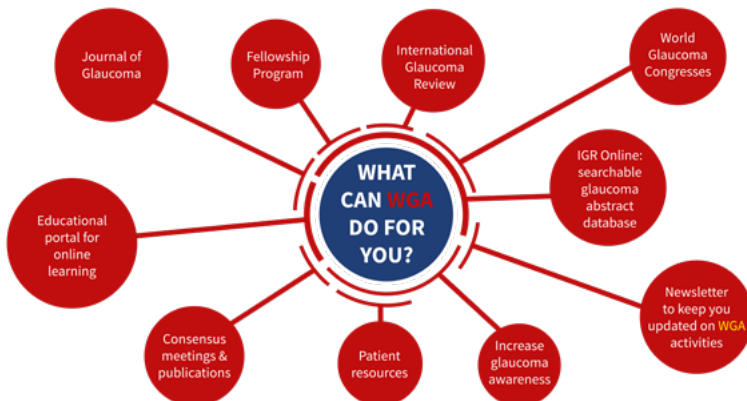 Journal of
Glaucoma
Fellowship
Program
International
Glaucoma
Review
World
Glaucoma
Congresses
WHAT
CAN WGA
DO FOR
YOU?
IGR Online:
searchable
glaucoma
abstract
database
Educational
portal for
online
learning
Newsletter
to keep you
updated on WGA
activities
Consensus
meetings &
publications
Patient
resources
Increase
glaucoma
awareness